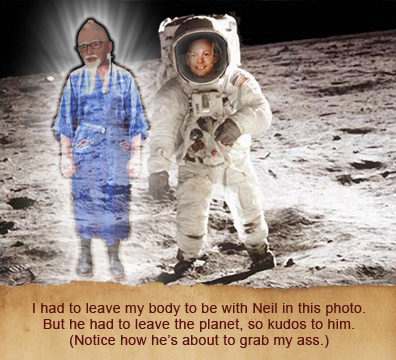 I had to leave my body to be with Neil in this photo.
But he had to leave the planet, so kudos to him.
(Notice how he's about to grab my ass.)